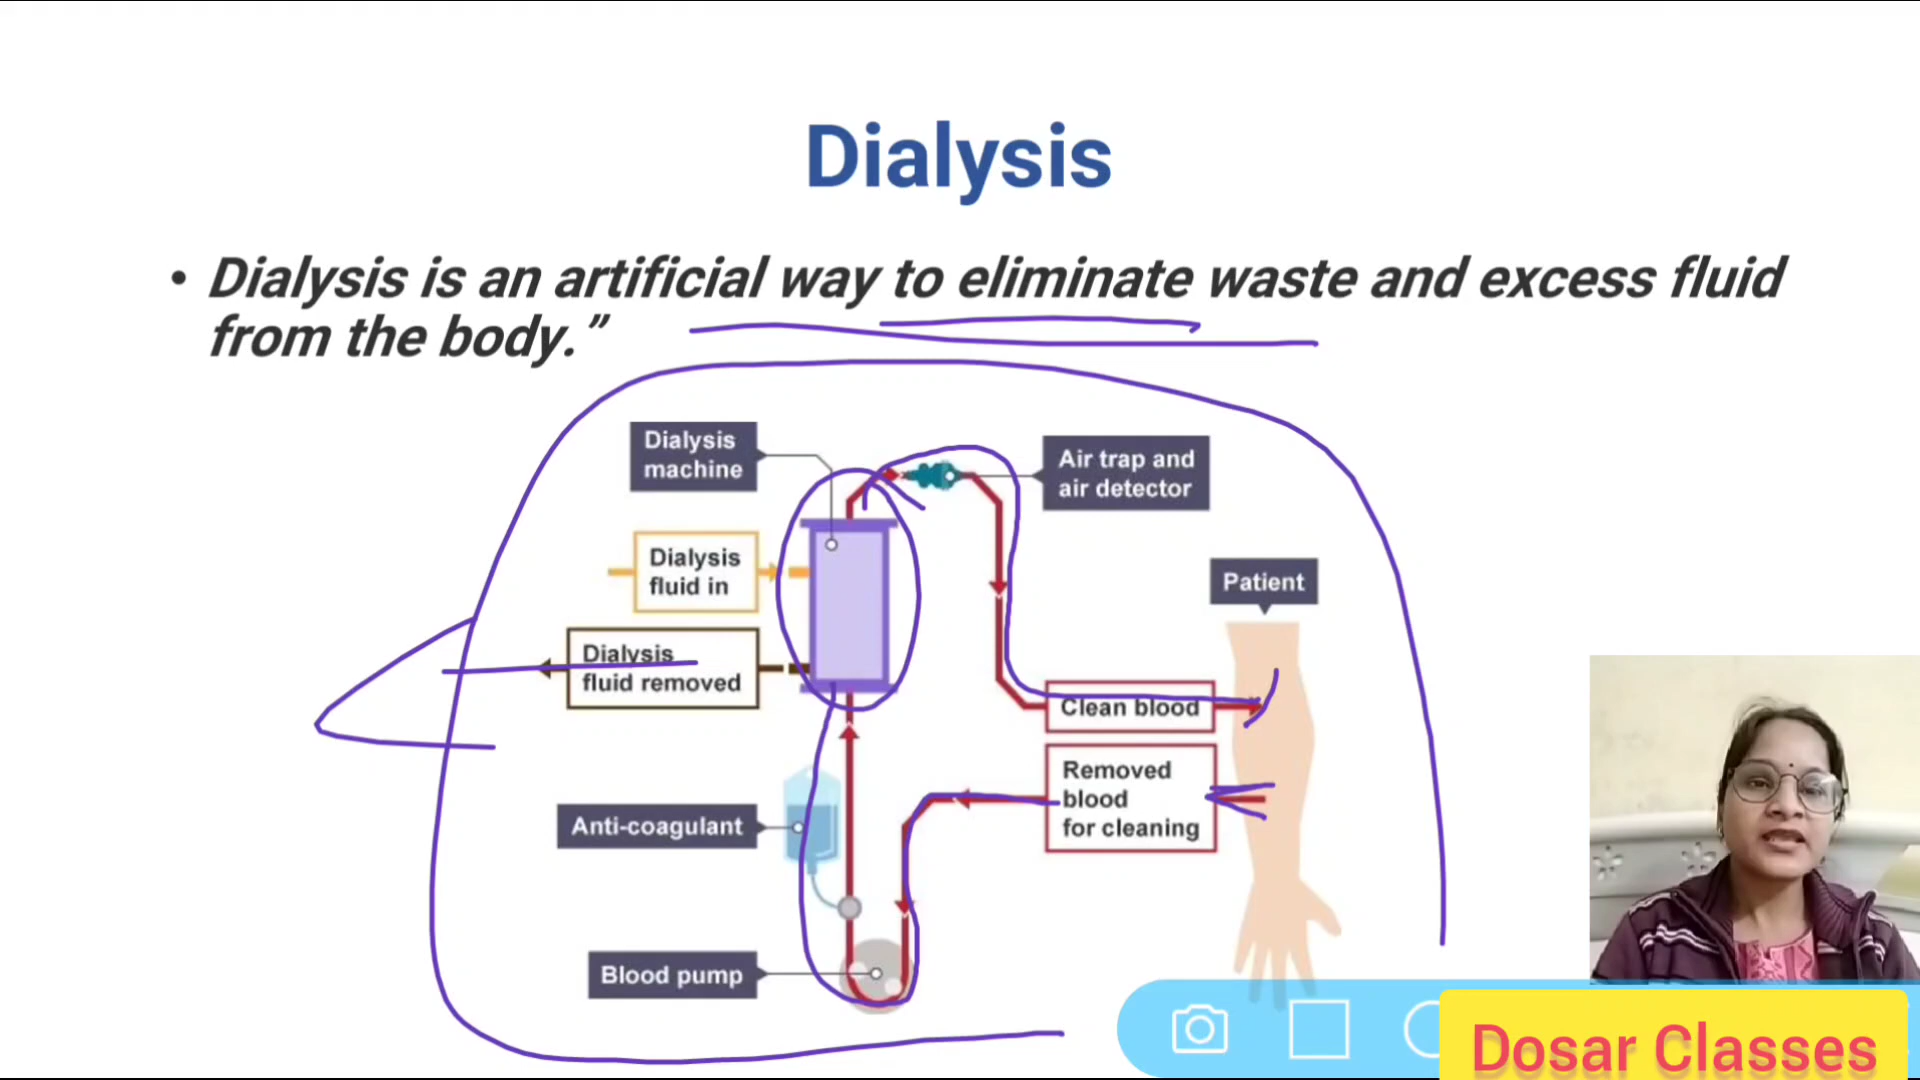 Dialysis
• Dialysis is an artificial way to eliminate waste and excess fluid
from the body.”
Dialysis
machine
Air trap and
air detector
Dialysis
fluid in
Patient
Dialysis
fluid removed
Clean blood
Removed
blood
for cleaning
Anti-coagulant
Blood pump
Dosar Classes